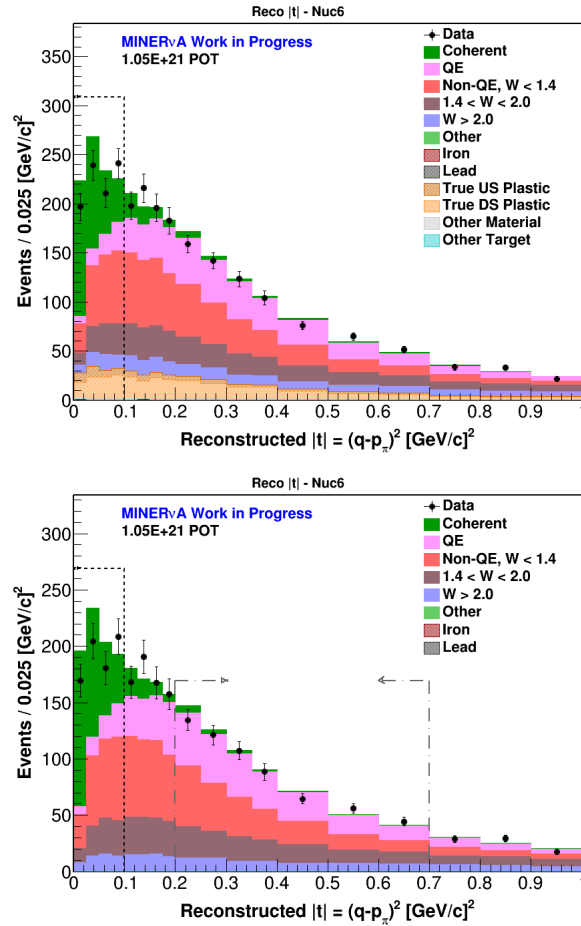 Reco |t| - Nuc6
MINERνA Work in Progress
1.05E+21 POT
Data
Coherent
QE
Non-QE, W < 1.4
1.4 < W < 2.0
W > 2.0
Other
Iron
Lead
True US Plastic
True DS Plastic
Other Material
Other Target
Events / 0.025 [GeV/c]²
350
300
250
200
150
100
50
0
0 0.1 0.2 0.3 0.4 0.5 0.6 0.7 0.8 0.9
Reconstructed |t| = (q-pπ)² [GeV/c]²
Reco |t| - Nuc6
MINERνA Work in Progress
1.05E+21 POT
Data
Coherent
QE
Non-QE, W < 1.4
1.4 < W < 2.0
W > 2.0
Other
Iron
Lead
Events / 0.025 [GeV/c]²
300
250
200
150
100
50
0
0 0.1 0.2 0.3 0.4 0.5 0.6 0.7 0.8 0.9
Reconstructed |t| = (q-pπ)² [GeV/c]²